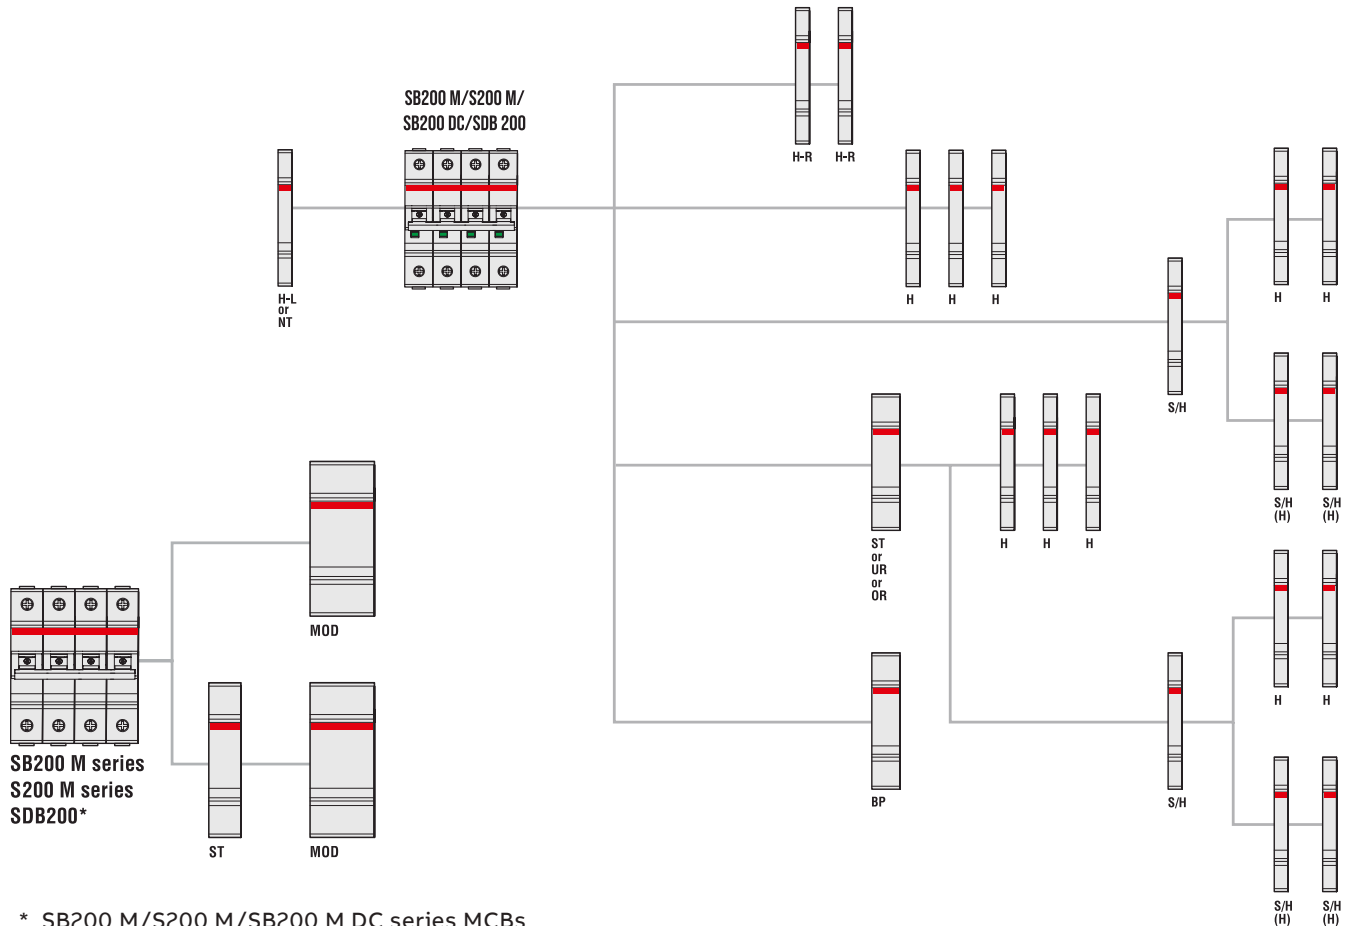 SB200 M/S200 M/
SB200 DC/SDB 200
H-R H-R
H-L
or
NT
H H H
H H
S/H
S/H
(H)
S/H
(H)
ST
or
UR
or
OR
H H H
MOD
SB200 M series
S200 M series
SDB200*
ST
MOD
BP
S/H
H H
S/H
(H)
S/H
(H)
* SB200 M/S200 M/SB200 M DC series MCBs